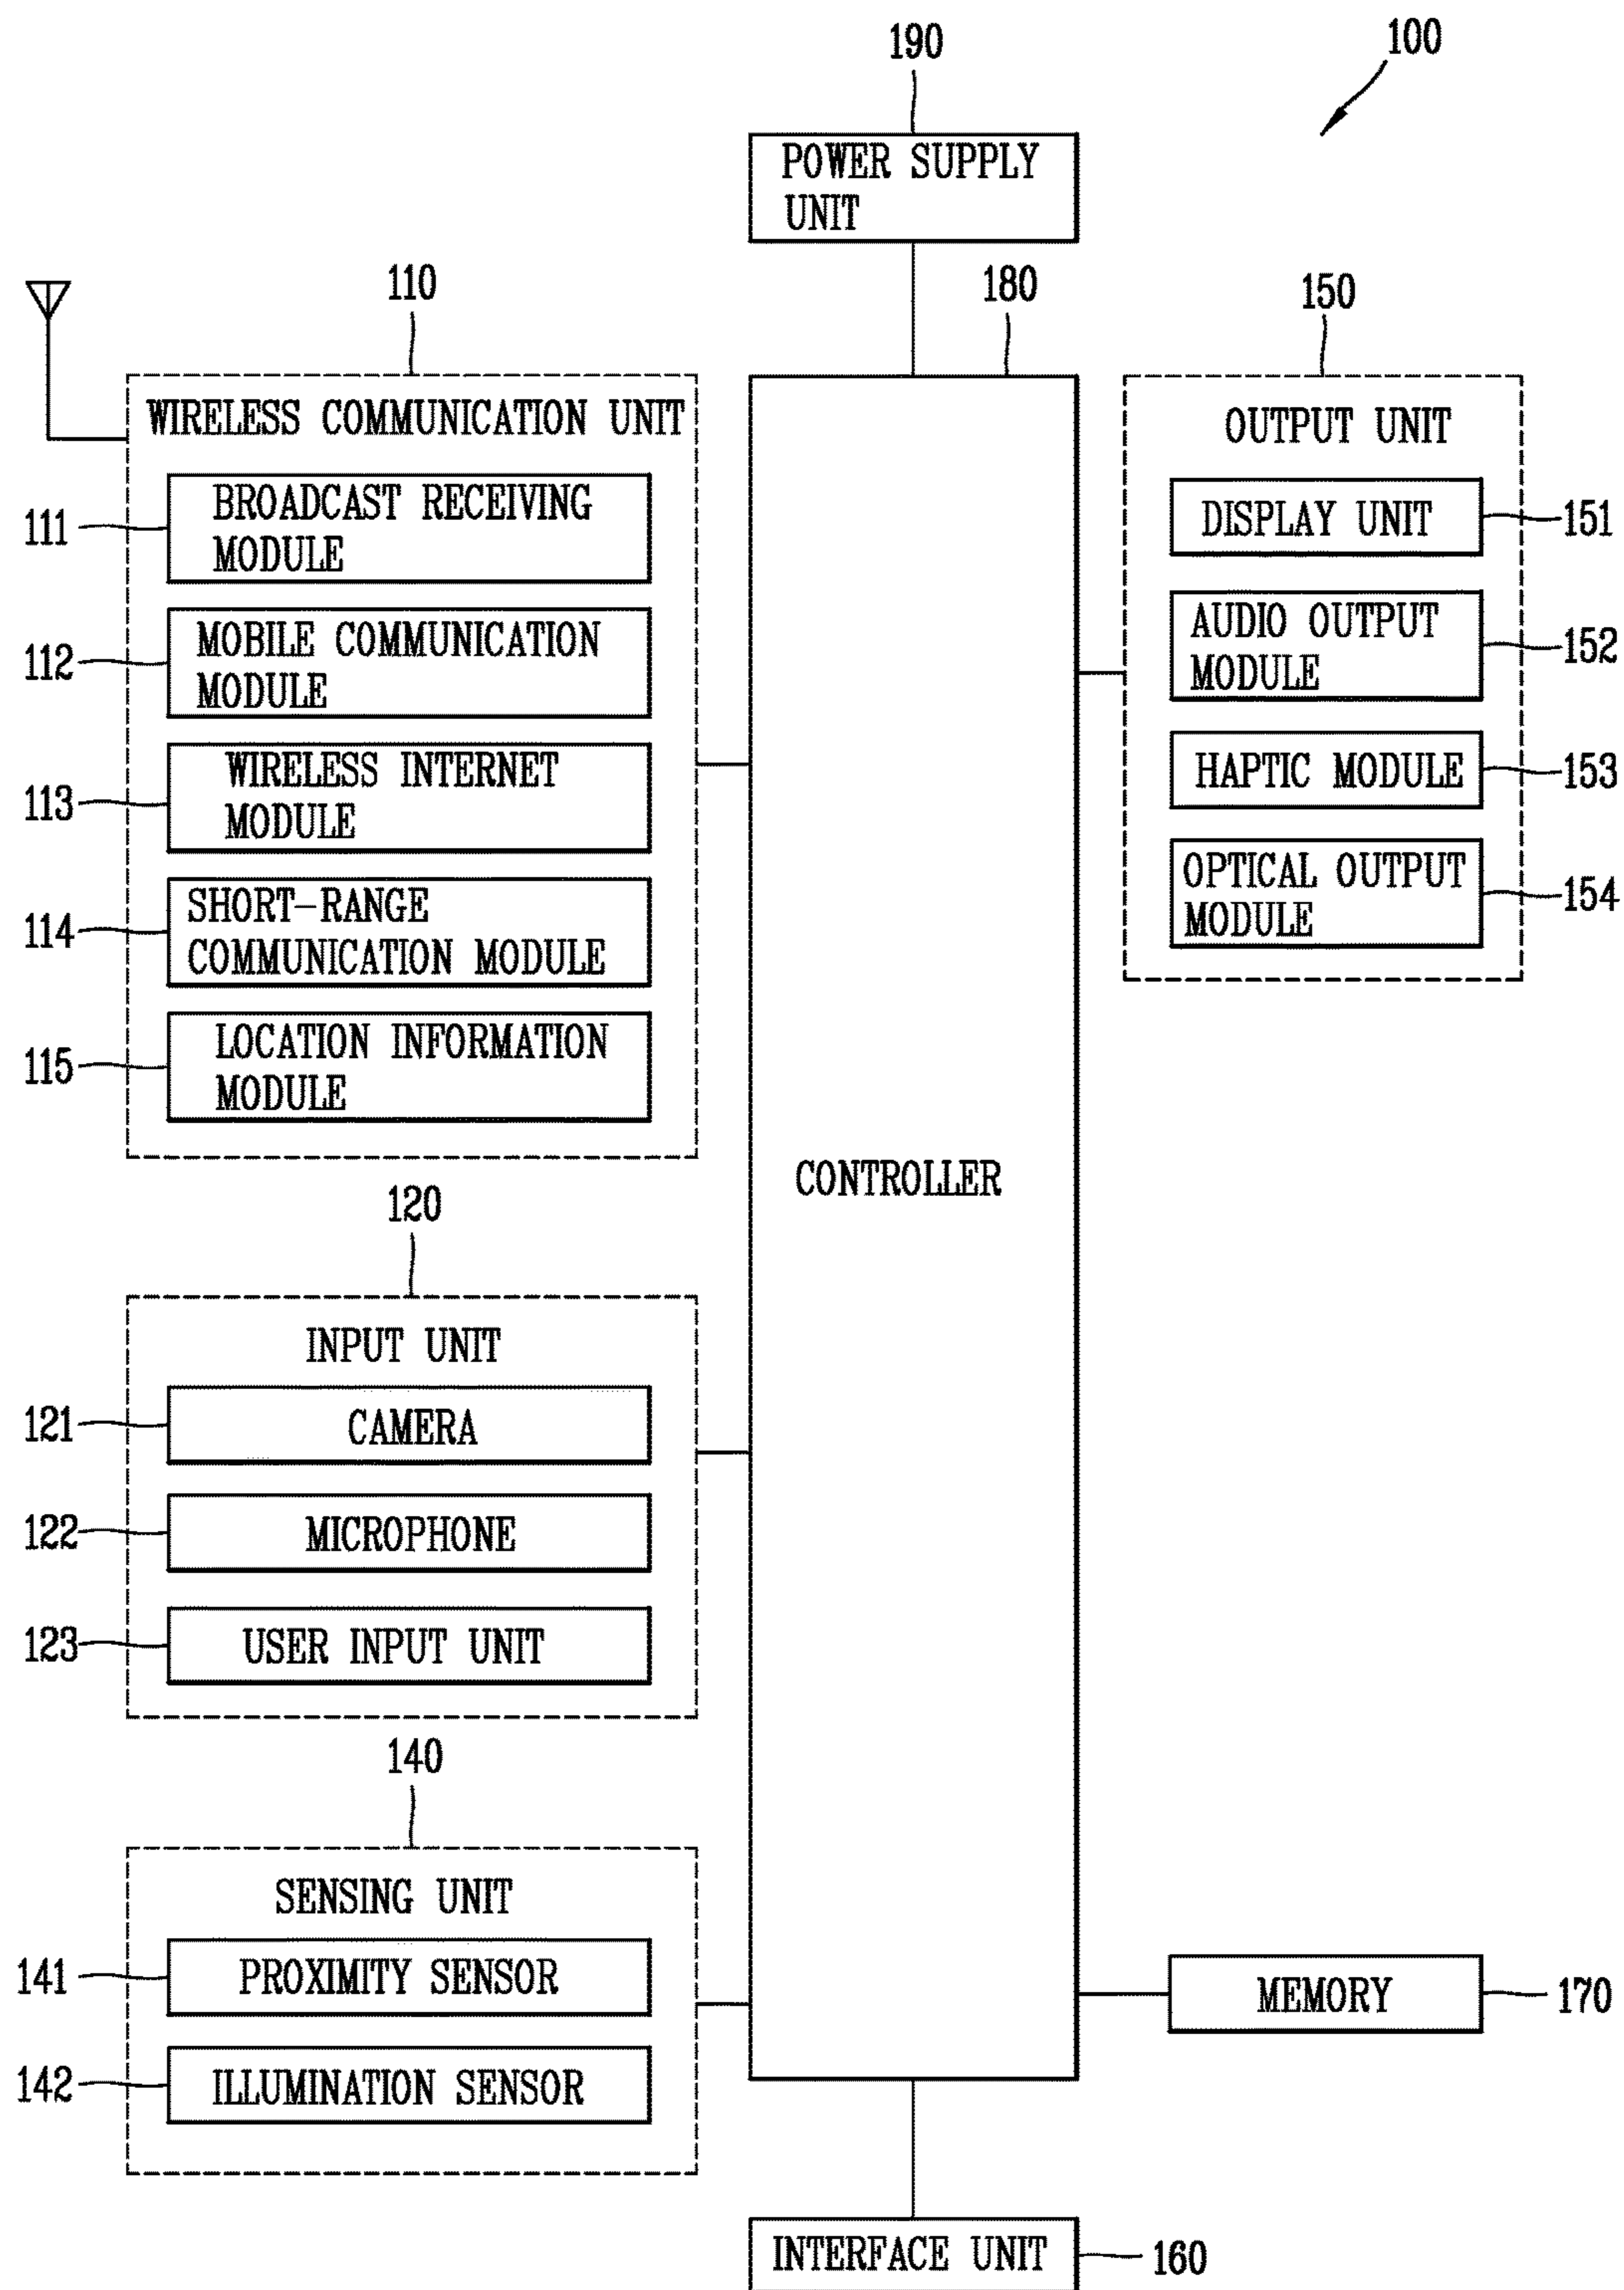 190
100
POWER SUPPLY
UNIT
110
180
150
WIRELESS COMMUNICATION UNIT
111
BROADCAST RECEIVING
MODULE
112
MOBILE COMMUNICATION
MODULE
113
WIRELESS INTERNET
MODULE
114
SHORT-RANGE
COMMUNICATION MODULE
115
LOCATION INFORMATION
MODULE
OUTPUT UNIT
DISPLAY UNIT
151
AUDIO OUTPUT
MODULE
152
HAPTIC MODULE
153
OPTICAL OUTPUT
MODULE
154
CONTROLLER
120
INPUT UNIT
121
CAMERA
122
MICROPHONE
123
USER INPUT UNIT
140
SENSING UNIT
141
PROXIMITY SENSOR
142
ILLUMINATION SENSOR
MEMORY
170
INTERFACE UNIT
160